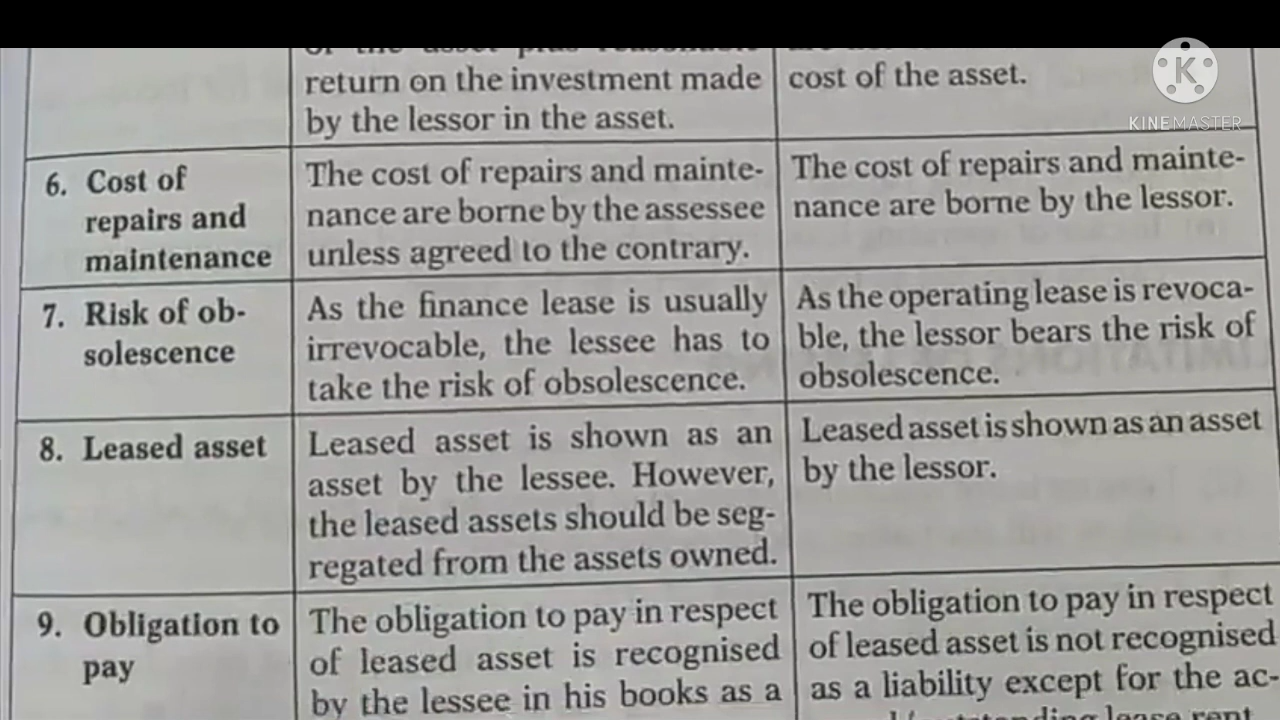 of the asset plus reasonable
return on the investment made
by the lessor in the asset.
cost of the asset.
KINEMASTER
6. Cost of
repairs and
maintenance
The cost of repairs and mainte-
nance are borne by the assessee
unless agreed to the contrary.
The cost of repairs and mainte-
nance are borne by the lessor.
7. Risk of ob-
solescence
As the finance lease is usually
irrevocable, the lessee has to
take the risk of obsolescence.
As the operating lease is revoca-
ble, the lessor bears the risk of
obsolescence.
8. Leased asset
Leased asset is shown as an
asset by the lessee. However,
the leased assets should be seg-
regated from the assets owned.
Leased asset is shown as an asset
by the lessor.
9. Obligation to
pay
The obligation to pay in respect
of leased asset is recognised
by the lessee in his books as a
The obligation to pay in respect
of leased asset is not recognised
as a liability except for the ac-
outstanding lease rent